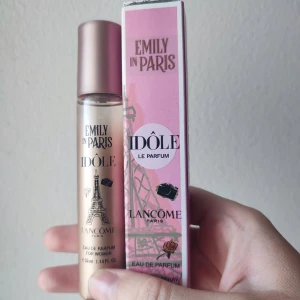 EMILY
IN PARIS
IDÔLE
LANCÔME
PARIS
EAU DE PARFUM
FOR WOMEN
EMILY
IN PARIS
IDÔLE
LE PARFUM
LANCÔME
PARIS
EAU DE PARFUM